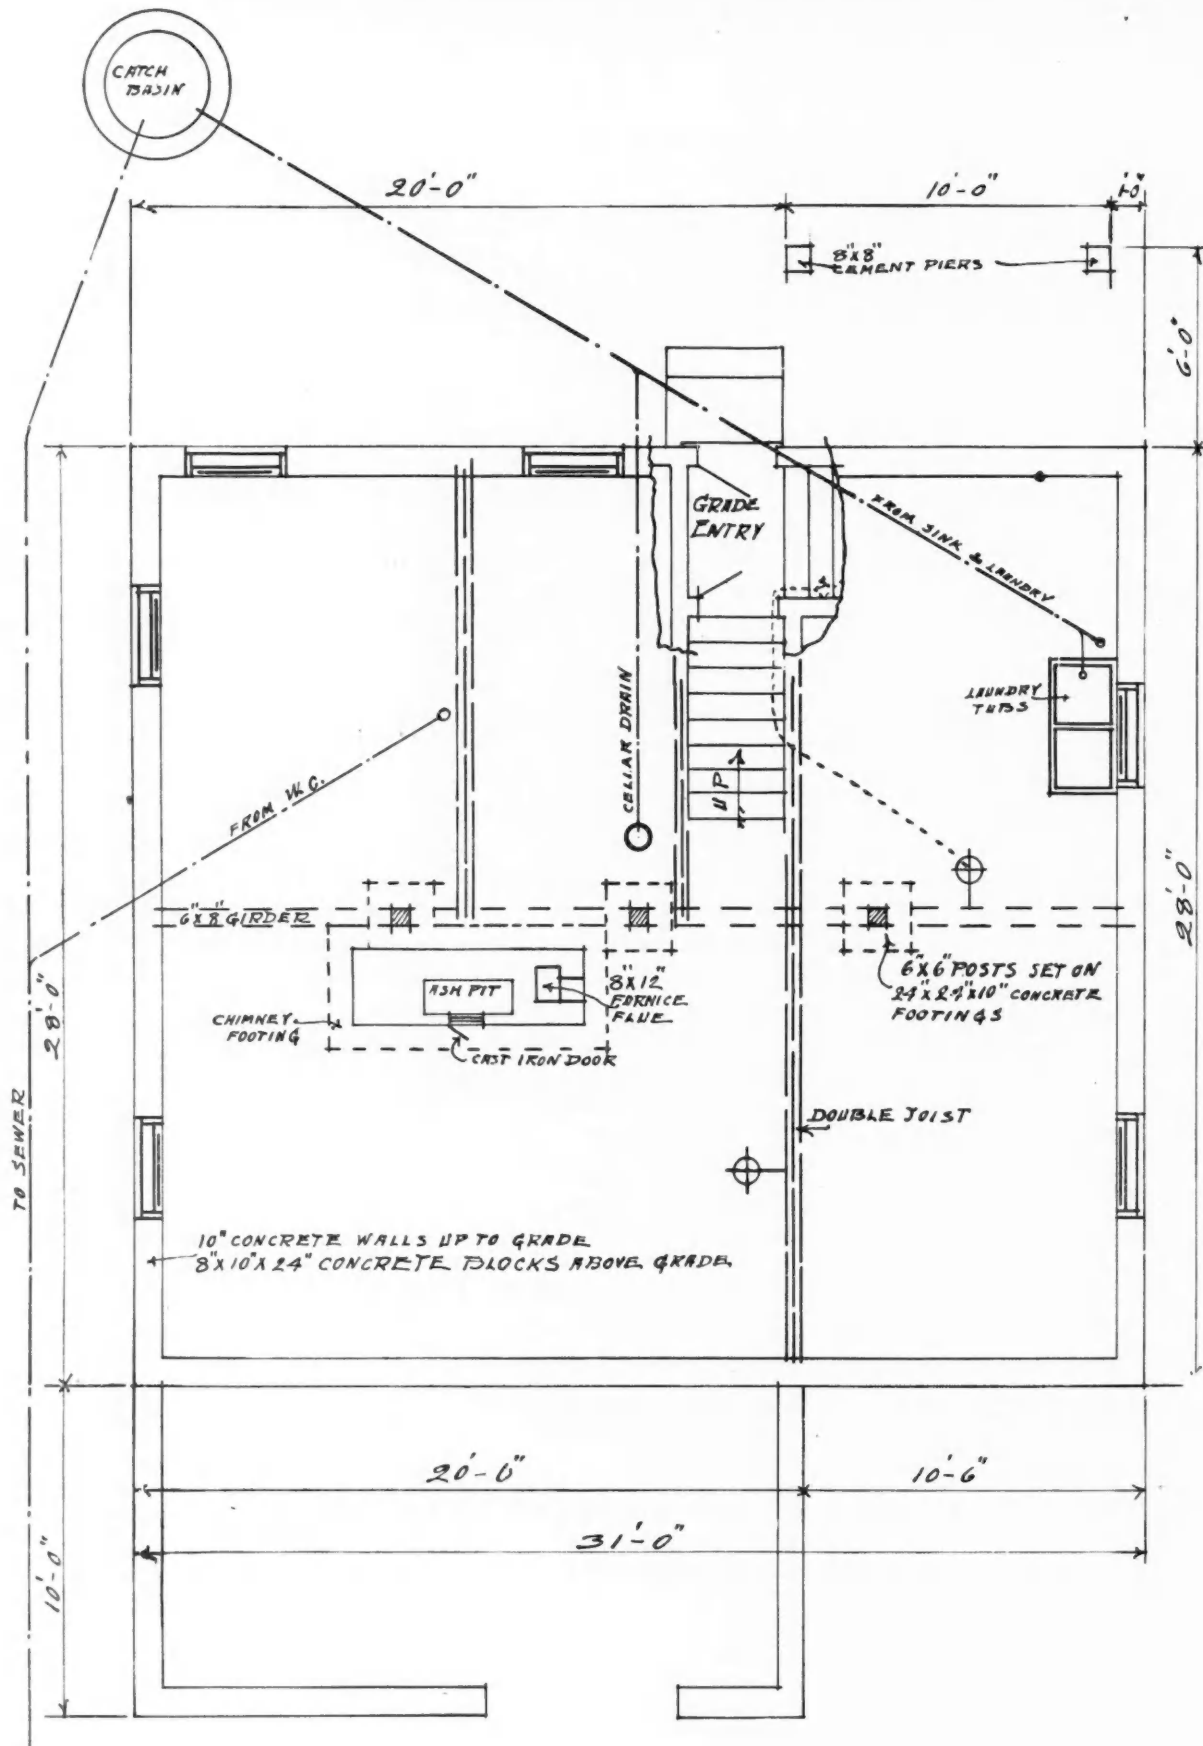 CATCH
BASIN
20'-0"
10'-0"
1'-0"
8"X8"
CEMENT PIERS
6'-0"
GRADE
ENTRY
FROM SINK & LAUNDRY
LAUNDRY
TUBS
CELLAR DRAIN
UP
FROM W.C.
6"X8" GIRDER
28'-0"
28'-0"
ASH PIT
8"X12"
FORNICE
FLUE
6"X6" POSTS SET ON
24"X24"X10" CONCRETE
FOOTINGS
CHIMNEY
FOOTING
CAST IRON DOOR
DOUBLE JOIST
TO SEWER
10" CONCRETE WALLS UP TO GRADE
8"X10"X24" CONCRETE BLOCKS ABOVE GRADE
20'-6"
10'-6"
31'-0"
10'-0"